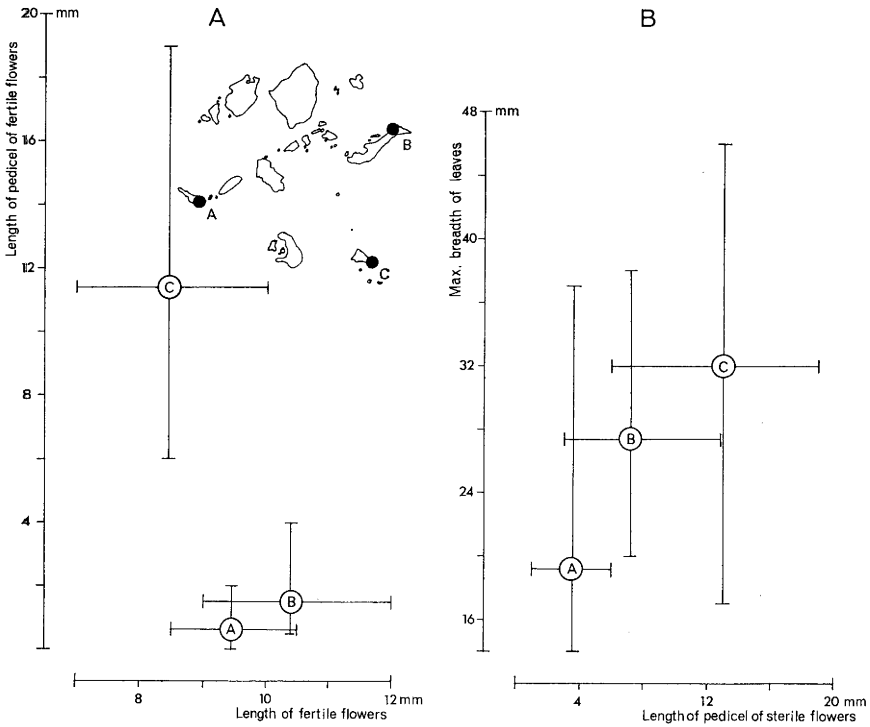 A
20 mm
16
12
8
4
Length of pedicel of fertile flowers
A
B
C
C
B
A
8 10 12 mm
Length of fertile flowers
B
48 mm
40
32
24
16
Max. breadth of leaves
C
B
A
4 12 20 mm
Length of pedicel of sterile flowers